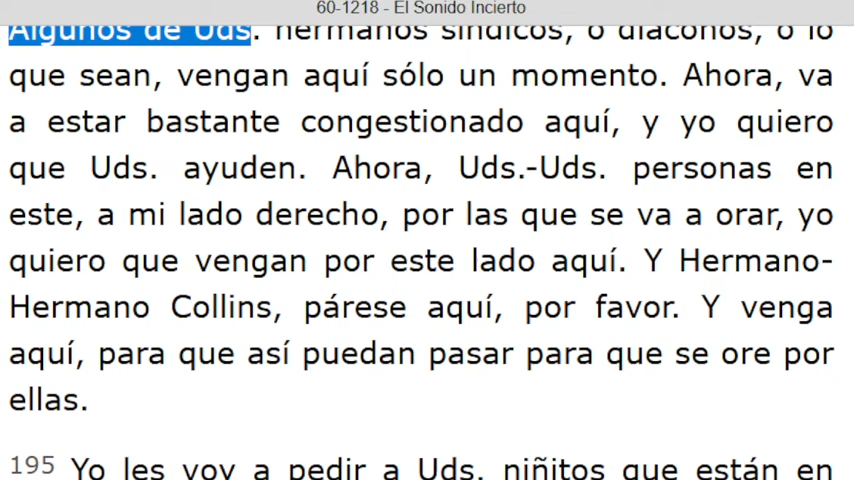 60-1218 - El Sonido Incierto
Algunos de Uds. hermanos síndicos, o diáconos, o lo
que sean, vengan aquí sólo un momento. Ahora, va
a estar bastante congestionado aquí, y yo quiero
que Uds. ayuden. Ahora, Uds.-Uds. personas en
este, a mi lado derecho, por las que se va a orar, yo
quiero que vengan por este lado aquí. Y Hermano-
Hermano Collins, párese aquí, por favor. Y venga
aquí, para que así puedan pasar para que se ore por
ellas.
195 Yo les voy a pedir a Uds. niñitos que están en